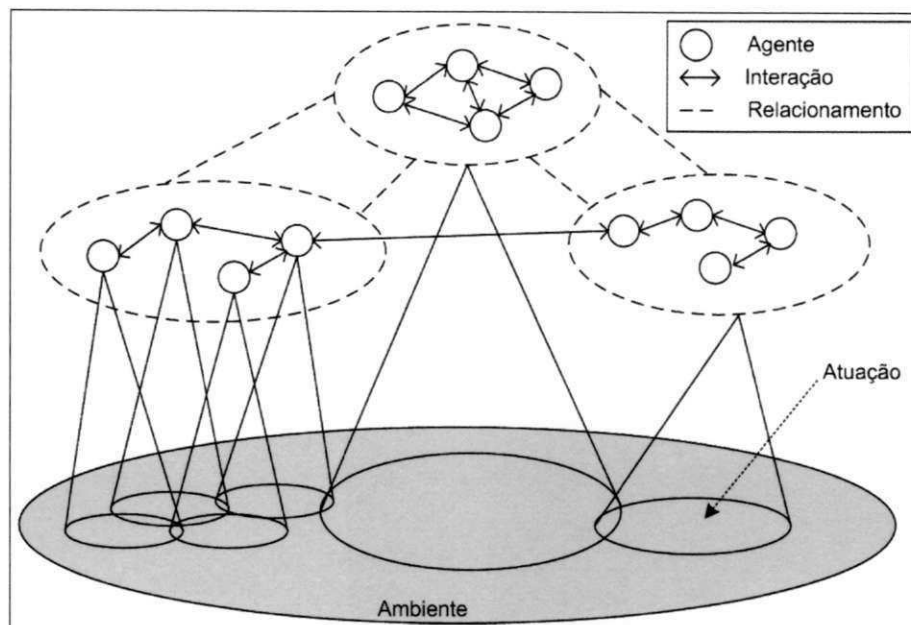 Agente
Interação
Relacionamento
Atuação
Ambiente